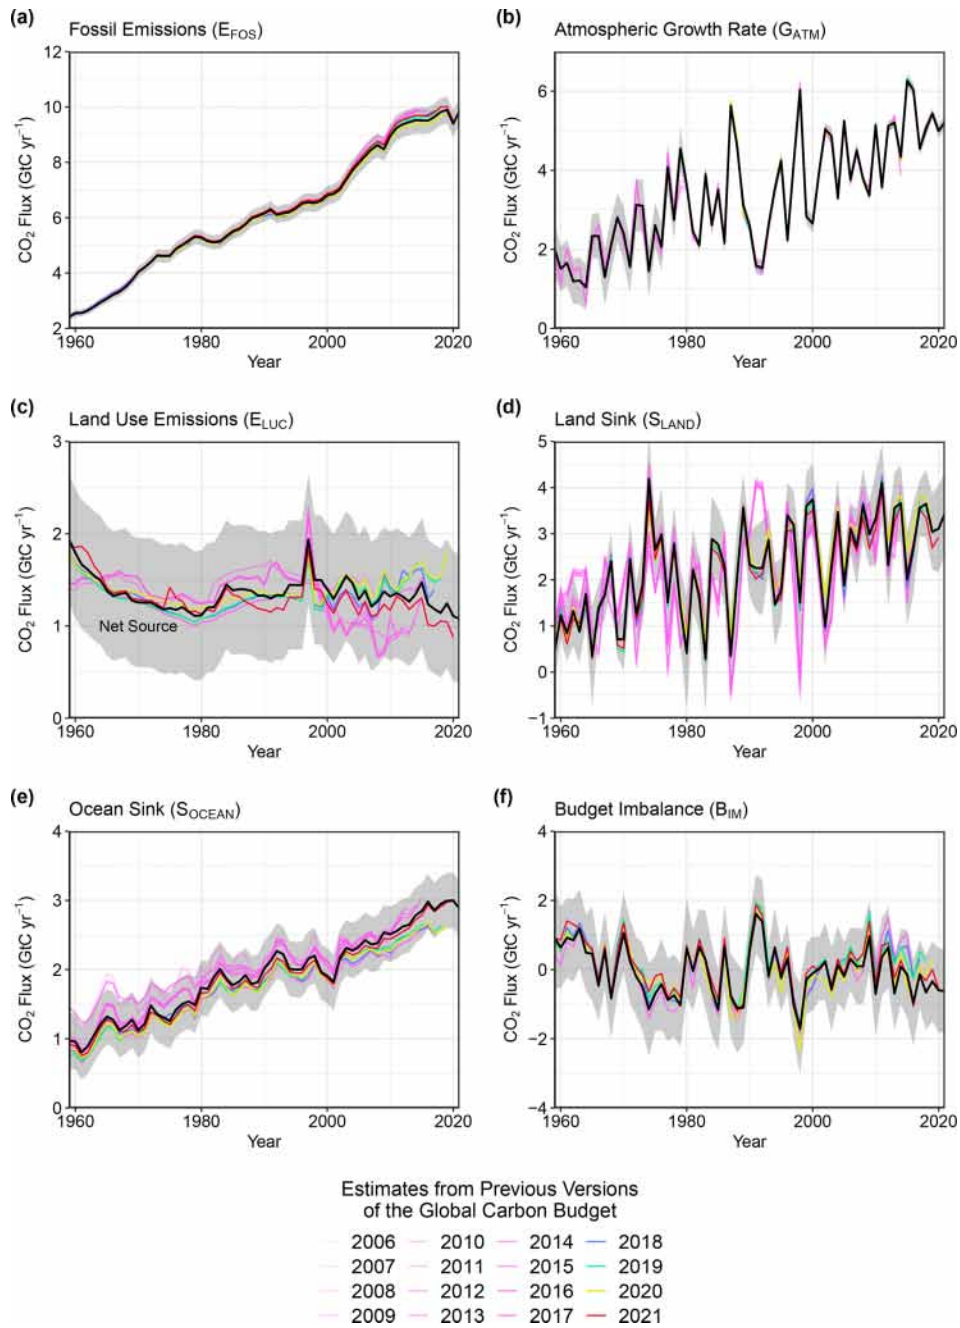 (a)
Fossil Emissions (E_FOS)
CO₂ Flux (GtC yr⁻¹)
12
10
8
6
4
2
1960 1980 2000 2020
Year
(b)
Atmospheric Growth Rate (G_ATM)
CO₂ Flux (GtC yr⁻¹)
6
4
2
0
1960 1980 2000 2020
Year
(c)
Land Use Emissions (E_LUC)
CO₂ Flux (GtC yr⁻¹)
3
2
1
0
Net Source
1960 1980 2000 2020
Year
(d)
Land Sink (S_LAND)
CO₂ Flux (GtC yr⁻¹)
5
4
3
2
1
0
−1
1960 1980 2000 2020
Year
(e)
Ocean Sink (S_OCEAN)
CO₂ Flux (GtC yr⁻¹)
4
3
2
1
0
1960 1980 2000 2020
Year
(f)
Budget Imbalance (B_IM)
CO₂ Flux (GtC yr⁻¹)
4
2
0
−2
−4
1960 1980 2000 2020
Year
Estimates from Previous Versions
of the Global Carbon Budget
2006 2010 2014 2018
2007 2011 2015 2019
2008 2012 2016 2020
2009 2013 2017 2021